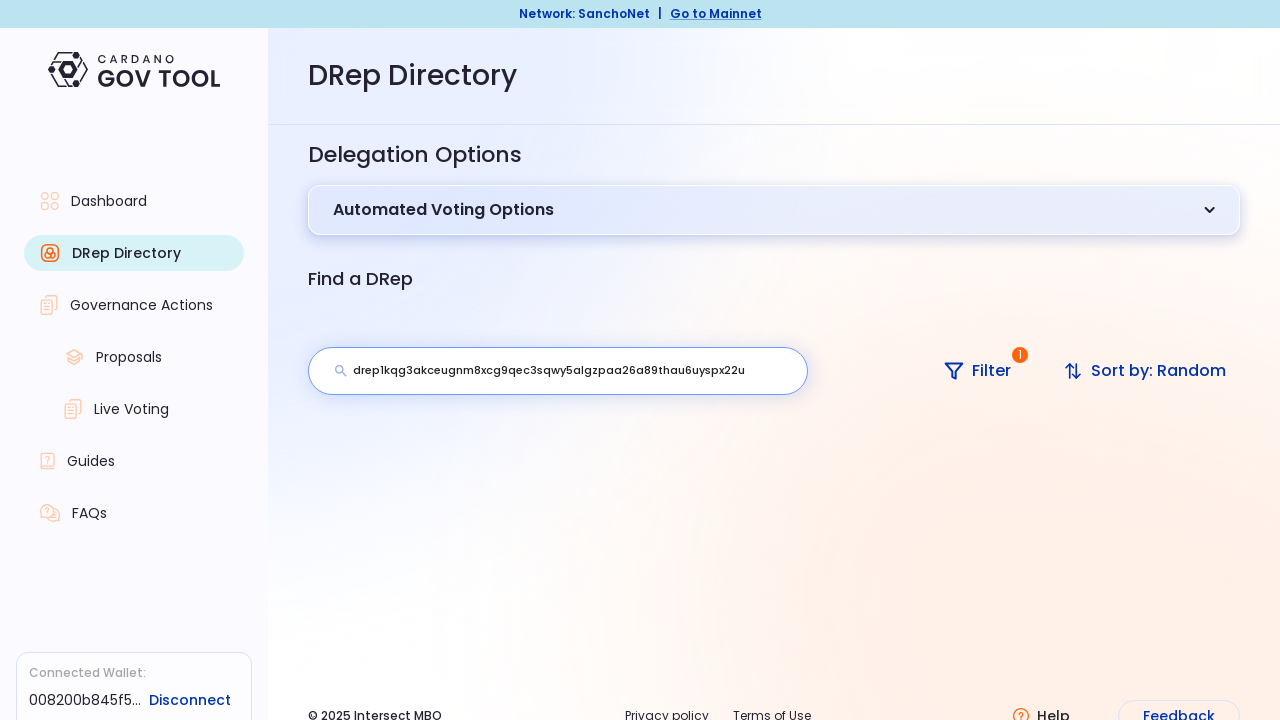 Network: SanchoNet | Go to Mainnet
CARDANO
GOV TOOL
DRep Directory
Delegation Options
Dashboard
Automated Voting Options
DRep Directory
Find a DRep
Governance Actions
Proposals
1
drep1kqg3akceugnm8xcg9qec3sqwy5algzpaa26a89thau6uyspx22u
Filter
Sort by: Random
Live Voting
Guides
FAQs
Connected Wallet:
008200b845f5... Disconnect
© 2025 Intersect MBO
Privacy policy
Terms of Use
Help
Feedback